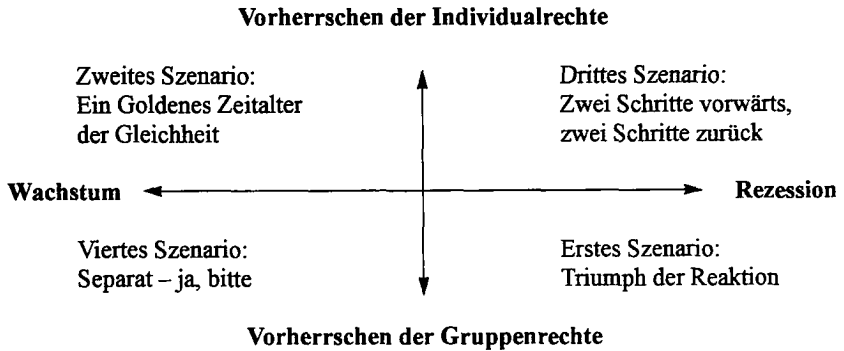 Vorherrschen der Individualrechte
Zweites Szenario:
Ein Goldenes Zeitalter
der Gleichheit
Drittes Szenario:
Zwei Schritte vorwärts,
zwei Schritte zurück
Wachstum
Rezession
Viertes Szenario:
Separat – ja, bitte
Erstes Szenario:
Triumph der Reaktion
Vorherrschen der Gruppenrechte